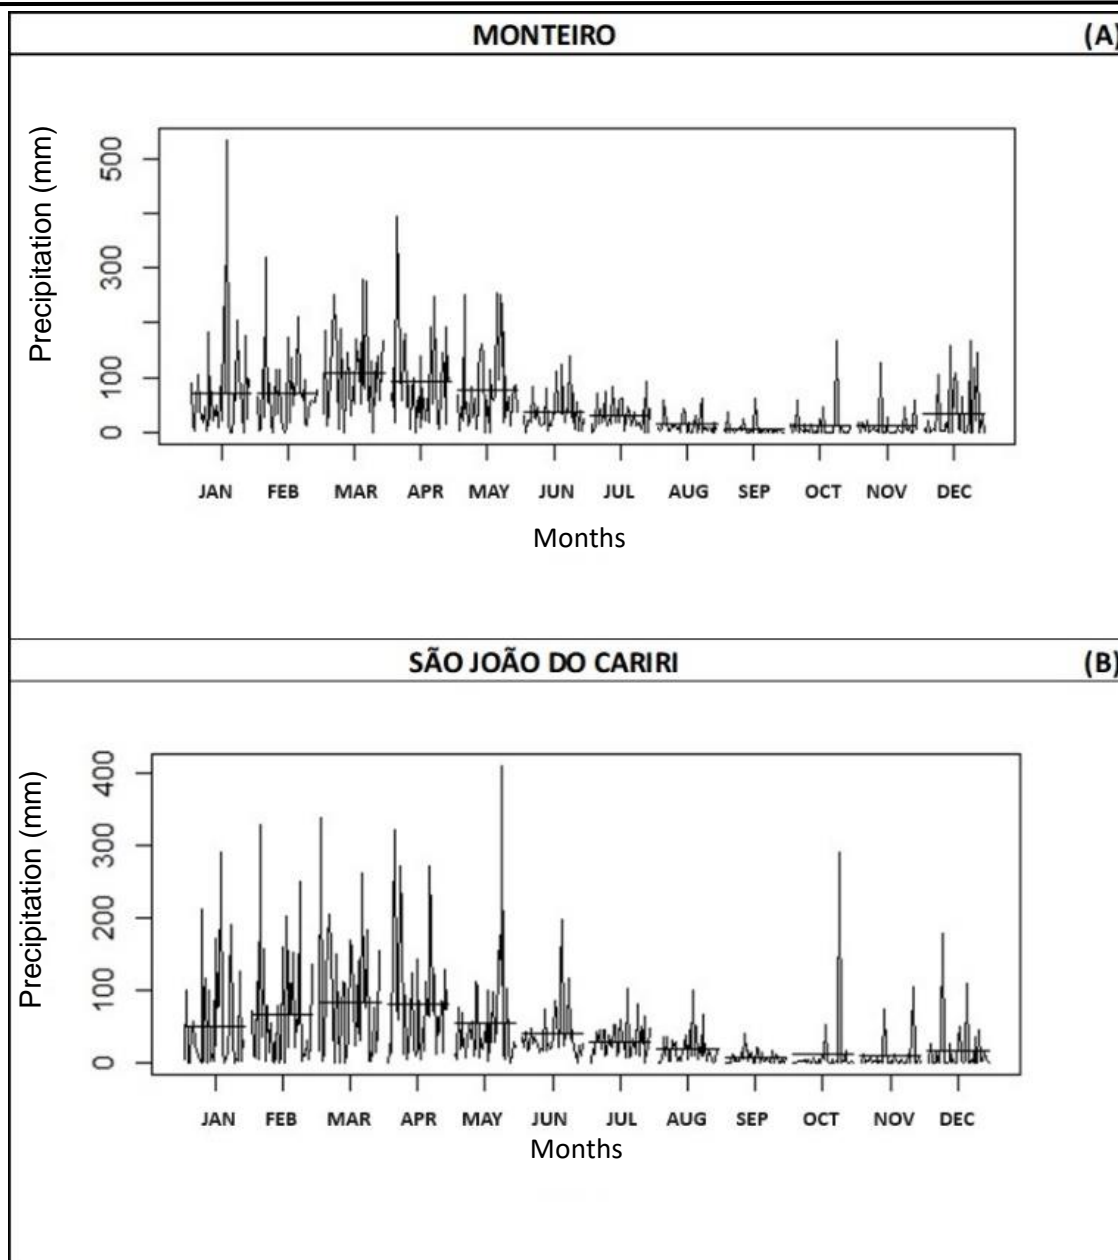 MONTEIRO (A)
Precipitation (mm)
500
300
100
0
JAN FEB MAR APR MAY JUN JUL AUG SEP OCT NOV DEC
Months
SÃO JOÃO DO CARIRI (B)
Precipitation (mm)
400
300
200
100
0
JAN FEB MAR APR MAY JUN JUL AUG SEP OCT NOV DEC
Months